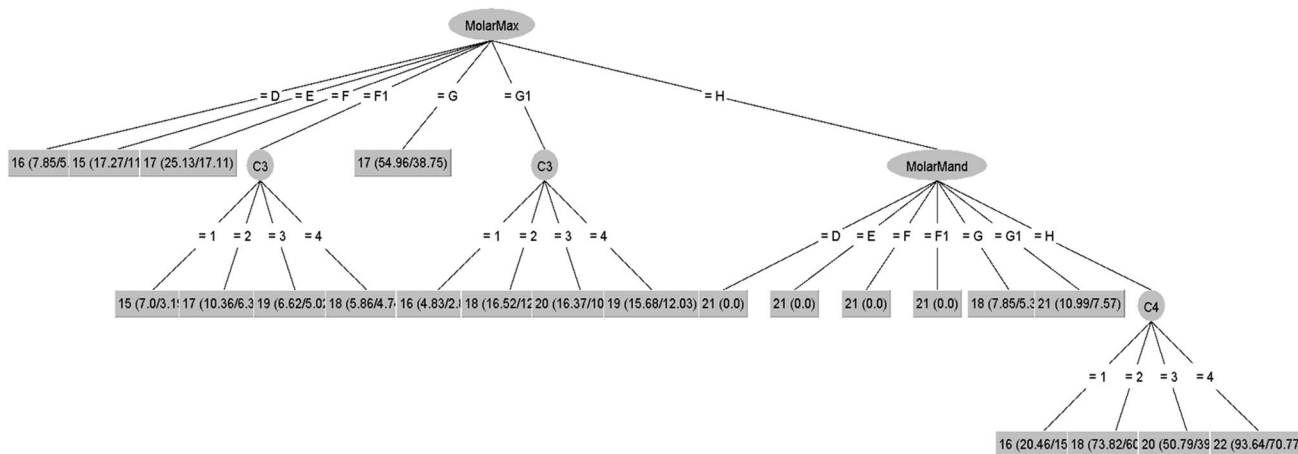 MolarMax
= D = E = F = F1 = G = G1 = H
16 (7.85/5. 15 (17.27/11 17 (25.13/17.11) C3 17 (54.96/38.75) C3 MolarMand
= 1 = 2 = 3 = 4 = 1 = 2 = 3 = 4 = D = E = F = F1 = G = G1 = H
15 (7.0/3.15 17 (10.36/6.3 19 (6.62/5.02 18 (5.86/4.74 16 (4.83/2.8 18 (16.52/12 20 (16.37/10 19 (15.68/12.03) 21 (0.0) 21 (0.0) 21 (0.0) 21 (0.0) 18 (7.85/5.3 21 (10.99/7.57) C4
= 1 = 2 = 3 = 4
16 (20.46/15 18 (73.82/60 20 (50.79/39 22 (93.64/70.77